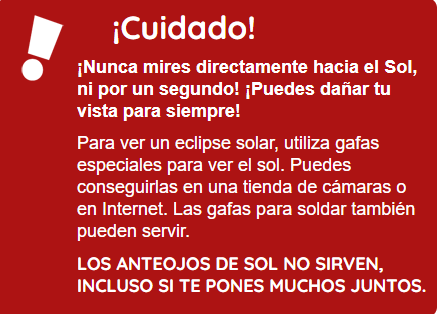 ¡Cuidado!
¡Nunca mires directamente hacia el Sol,
ni por un segundo! ¡Puedes dañar tu
vista para siempre!
Para ver un eclipse solar, utiliza gafas
especiales para ver el sol. Puedes
conseguirlas en una tienda de cámaras o
en Internet. Las gafas para soldar también
pueden servir.
LOS ANTEOJOS DE SOL NO SIRVEN,
INCLUSO SI TE PONES MUCHOS JUNTOS.